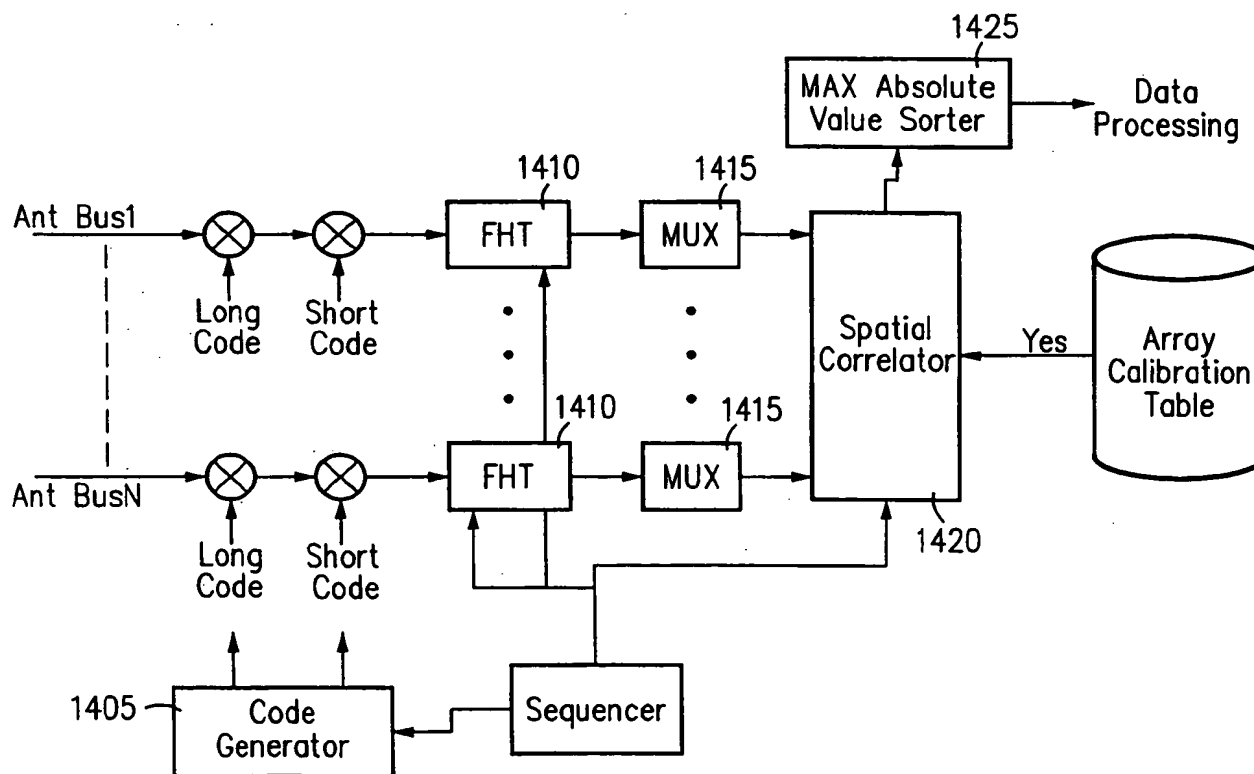 1425
MAX Absolute
Value Sorter
Data
Processing
1410
1415
Ant Bus1
FHT
MUX
Long
Code
Short
Code
Spatial
Correlator
Yes
Array
Calibration
Table
1410
1415
Ant BusN
FHT
MUX
1420
Long
Code
Short
Code
1405
Code
Generator
Sequencer